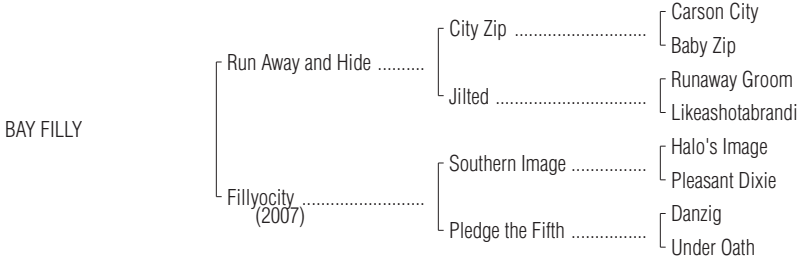 Carson City
City Zip ..............................
Baby Zip
Run Away and Hide ..........
Runaway Groom
Jilted ..................................
Likeashotabrandi
BAY FILLY
Halo's Image
Southern Image .................
Pleasant Dixie
Fillyocity ...........................
(2007)
Danzig
Pledge the Fifth .................
Under Oath